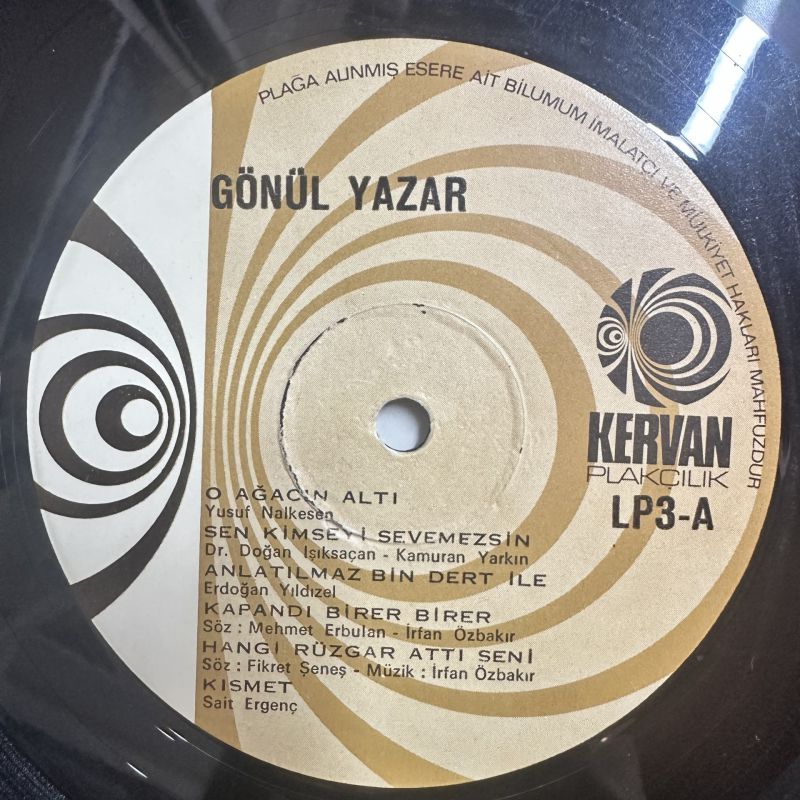 PLAĞA ALINMIŞ ESERE AİT BİLUMUM İMALATÇI VE MÜLKİYET HAKLARI MAHFUZDUR
GÖNÜL YAZAR
KERVAN
PLAKÇILIK
LP3-A
O AĞACIN ALTI
Yusuf Nalkesen
SEN KİMSEYİ SEVEMEZSİN
Dr. Doğan Işıksaçan - Kamuran Yarkın
ANLATILMAZ BİN DERT İLE
Erdoğan Yıldızel
KAPANDI BİRER BİRER
Söz : Mehmet Erbulan - İrfan Özbakır
HANGİ RÜZGAR ATTI SENİ
Söz : Fikret Şeneş - Müzik : İrfan Özbakır
KISMET
Sait Ergenç